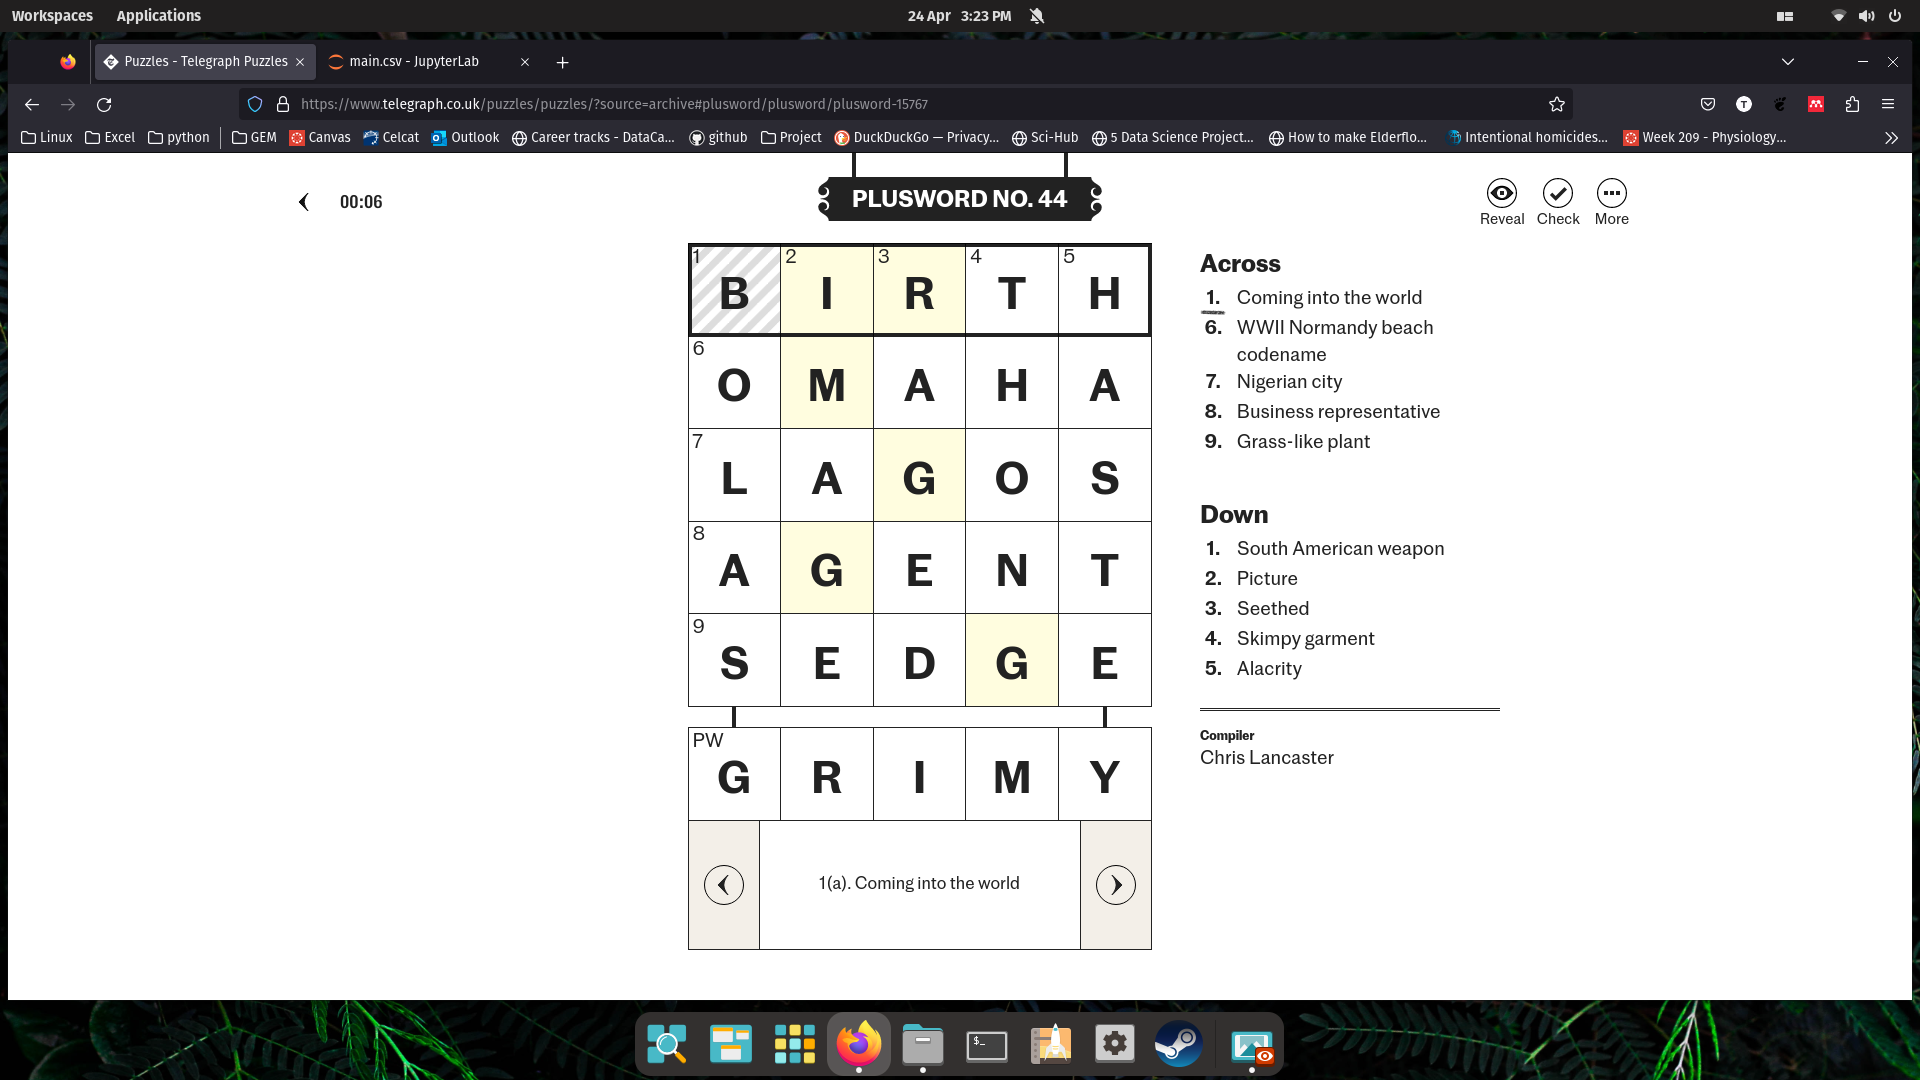 Workspaces Applications 24 Apr 3:23 PM
Puzzles - Telegraph Puzzles main.csv - JupyterLab
https://www.telegraph.co.uk/puzzles/puzzles/?source=archive#plusword/plusword/plusword-15767
Linux Excel python GEM Canvas Celcat Outlook Career tracks - DataCa... github Project DuckDuckGo — Privacy... Sci-Hub 5 Data Science Project... How to make Elderflo... Intentional homicides... Week 209 - Physiology...
00:06
PLUSWORD NO. 44
Reveal Check More
1 B 2 I 3 R 4 T 5 H
6 O M A H A
7 L A G O S
8 A G E N T
9 S E D G E
PW G R I M Y
1(a). Coming into the world
Across
1. Coming into the world
6. WWII Normandy beach
codename
7. Nigerian city
8. Business representative
9. Grass-like plant
Down
1. South American weapon
2. Picture
3. Seethed
4. Skimpy garment
5. Alacrity
Compiler
Chris Lancaster